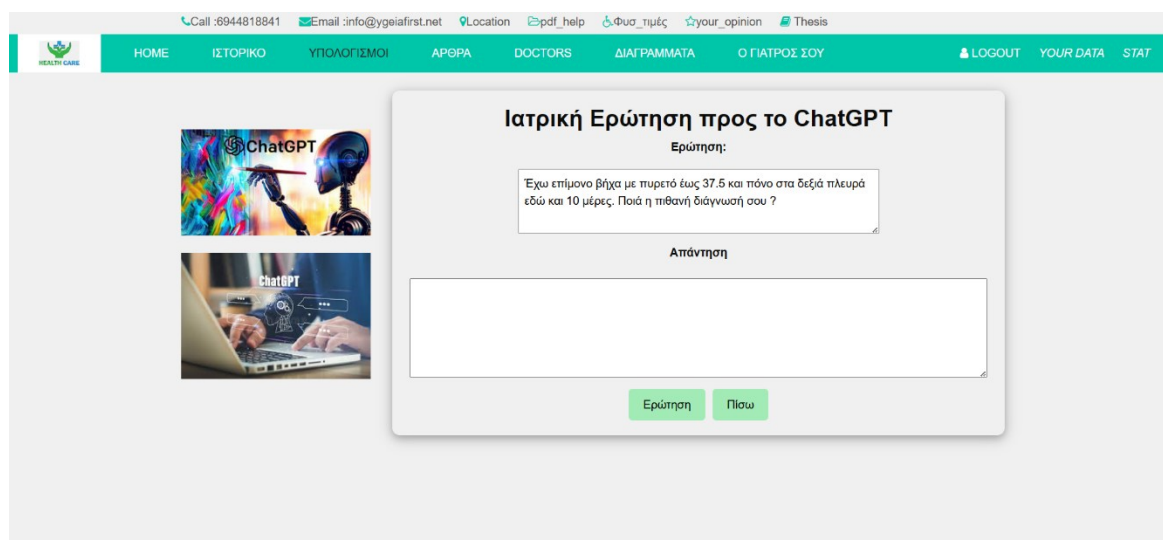 Call :6944818841 Email :info@ygeiafirst.net Location pdf_help Φυσ_τιμές your_opinion Thesis
HEALTH CARE HOME ΙΣΤΟΡΙΚΟ ΥΠΟΛΟΓΙΣΜΟΙ ΑΡΘΡΑ DOCTORS ΔΙΑΓΡΑΜΜΑΤΑ Ο ΓΙΑΤΡΟΣ ΣΟΥ LOGOUT YOUR DATA STAT
Ιατρική Ερώτηση προς το ChatGPT
ChatGPT
Ερώτηση:
Έχω επίμονο βήχα με πυρετό έως 37.5 και πόνο στα δεξιά πλευρά
εδώ και 10 μέρες. Ποιά η πιθανή διάγνωσή σου ?
Απάντηση
ChatGPT
Ερώτηση Πίσω